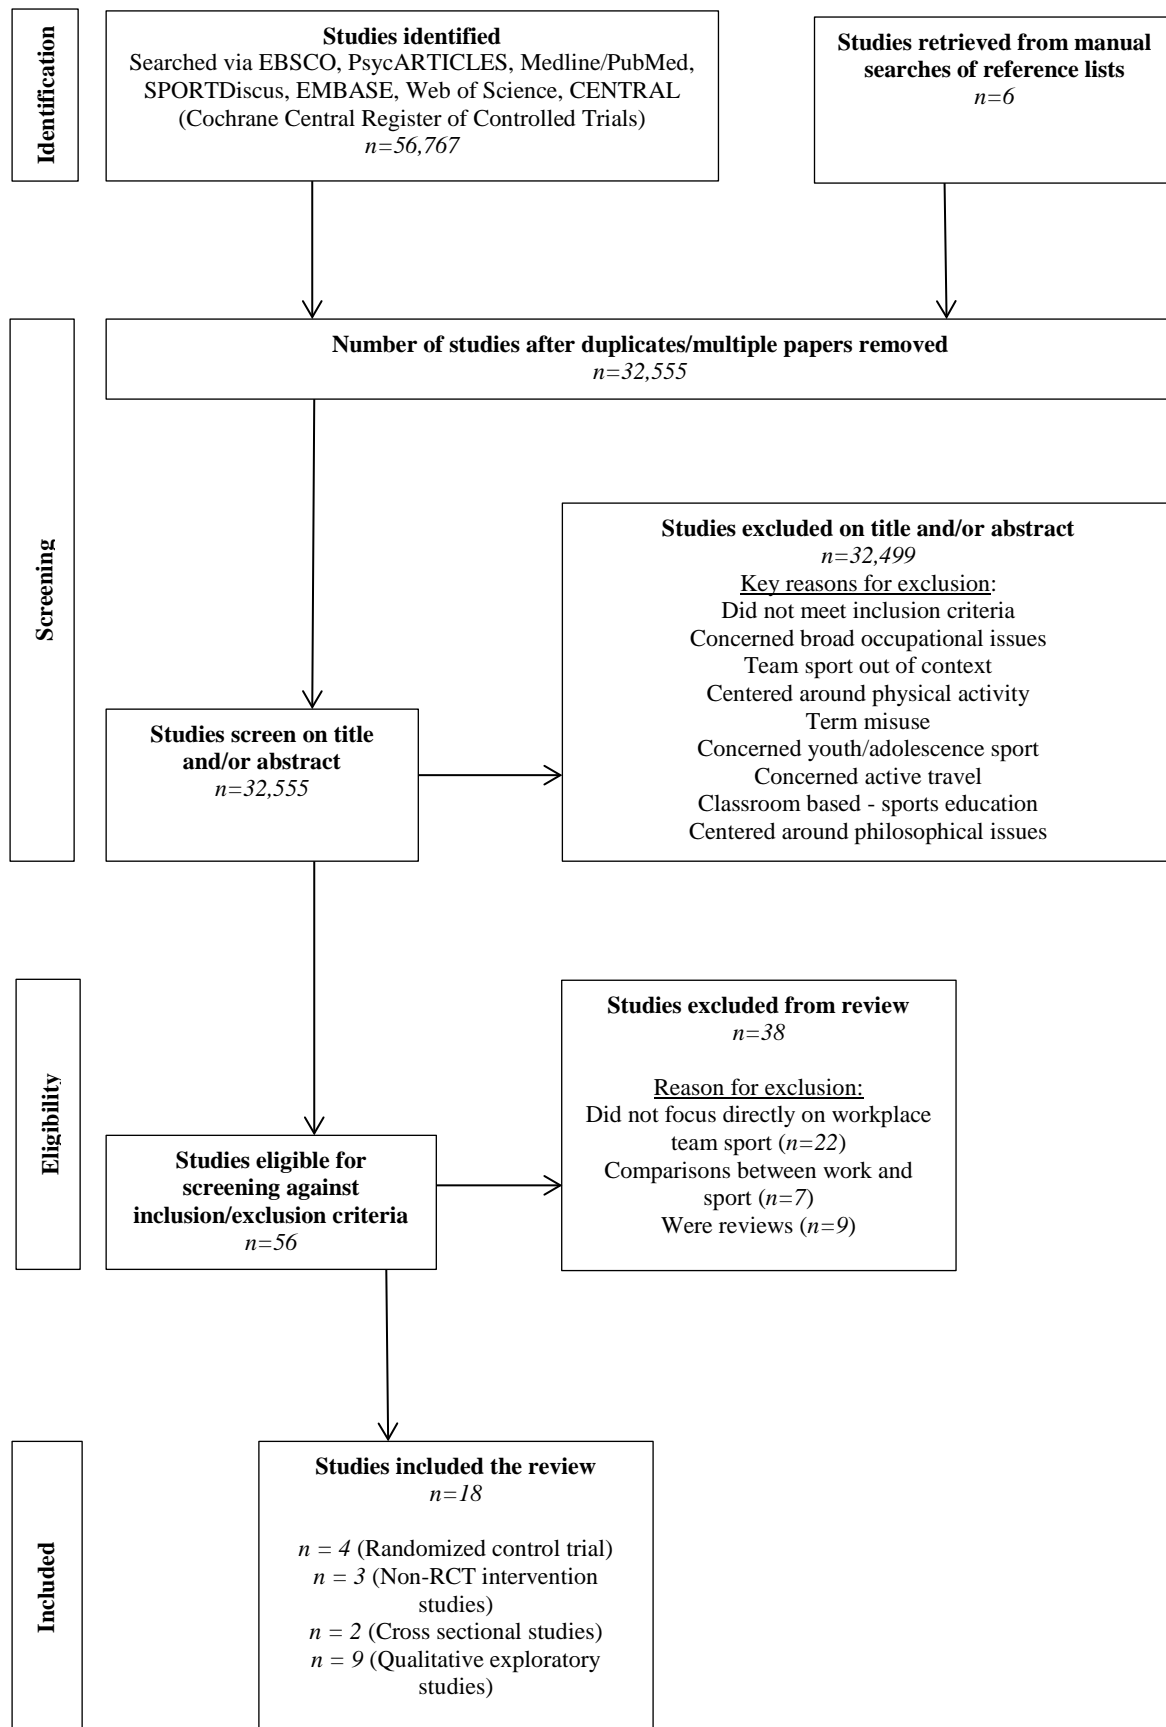 Identification
Studies identified
Searched via EBSCO, PsycARTICLES, Medline/PubMed,
SPORTDiscus, EMBASE, Web of Science, CENTRAL
(Cochrane Central Register of Controlled Trials)
n=56,767
Studies retrieved from manual
searches of reference lists
n=6
Screening
Number of studies after duplicates/multiple papers removed
n=32,555
Studies screen on title
and/or abstract
n=32,555
Studies excluded on title and/or abstract
n=32,499
Key reasons for exclusion:
Did not meet inclusion criteria
Concerned broad occupational issues
Team sport out of context
Centered around physical activity
Term misuse
Concerned youth/adolescence sport
Concerned active travel
Classroom based - sports education
Centered around philosophical issues
Eligibility
Studies eligible for
screening against
inclusion/exclusion criteria
n=56
Studies excluded from review
n=38
Reason for exclusion:
Did not focus directly on workplace
team sport (n=22)
Comparisons between work and
sport (n=7)
Were reviews (n=9)
Included
Studies included the review
n=18
n = 4 (Randomized control trial)
n = 3 (Non-RCT intervention
studies)
n = 2 (Cross sectional studies)
n = 9 (Qualitative exploratory
studies)